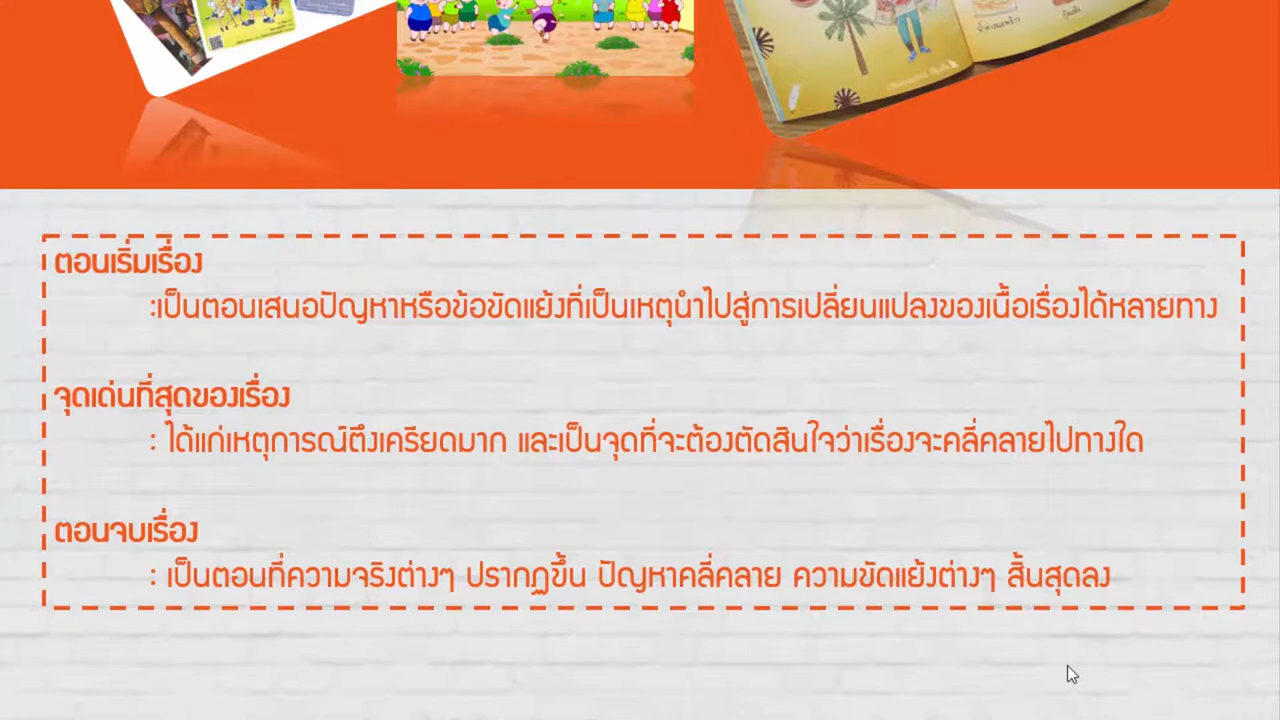 ตอนเริ่มเรื่อง
:เป็นตอนเสนอปัญหาหรือข้อขัดแย้งที่เป็นเหตุนำไปสู่การเปลี่ยนแปลงของเนื้อเรื่องได้หลายทาง
จุดเด่นที่สุดของเรื่อง
: ได้แก่เหตุการณ์ตึงเครียดมาก และเป็นจุดที่จะต้องตัดสินใจว่าเรื่องจะคลี่คลายไปทางใด
ตอนจบเรื่อง
: เป็นตอนที่ความจริงต่างๆ ปรากฏขึ้น ปัญหาคลี่คลาย ความขัดแย้งต่างๆ สิ้นสุดลง